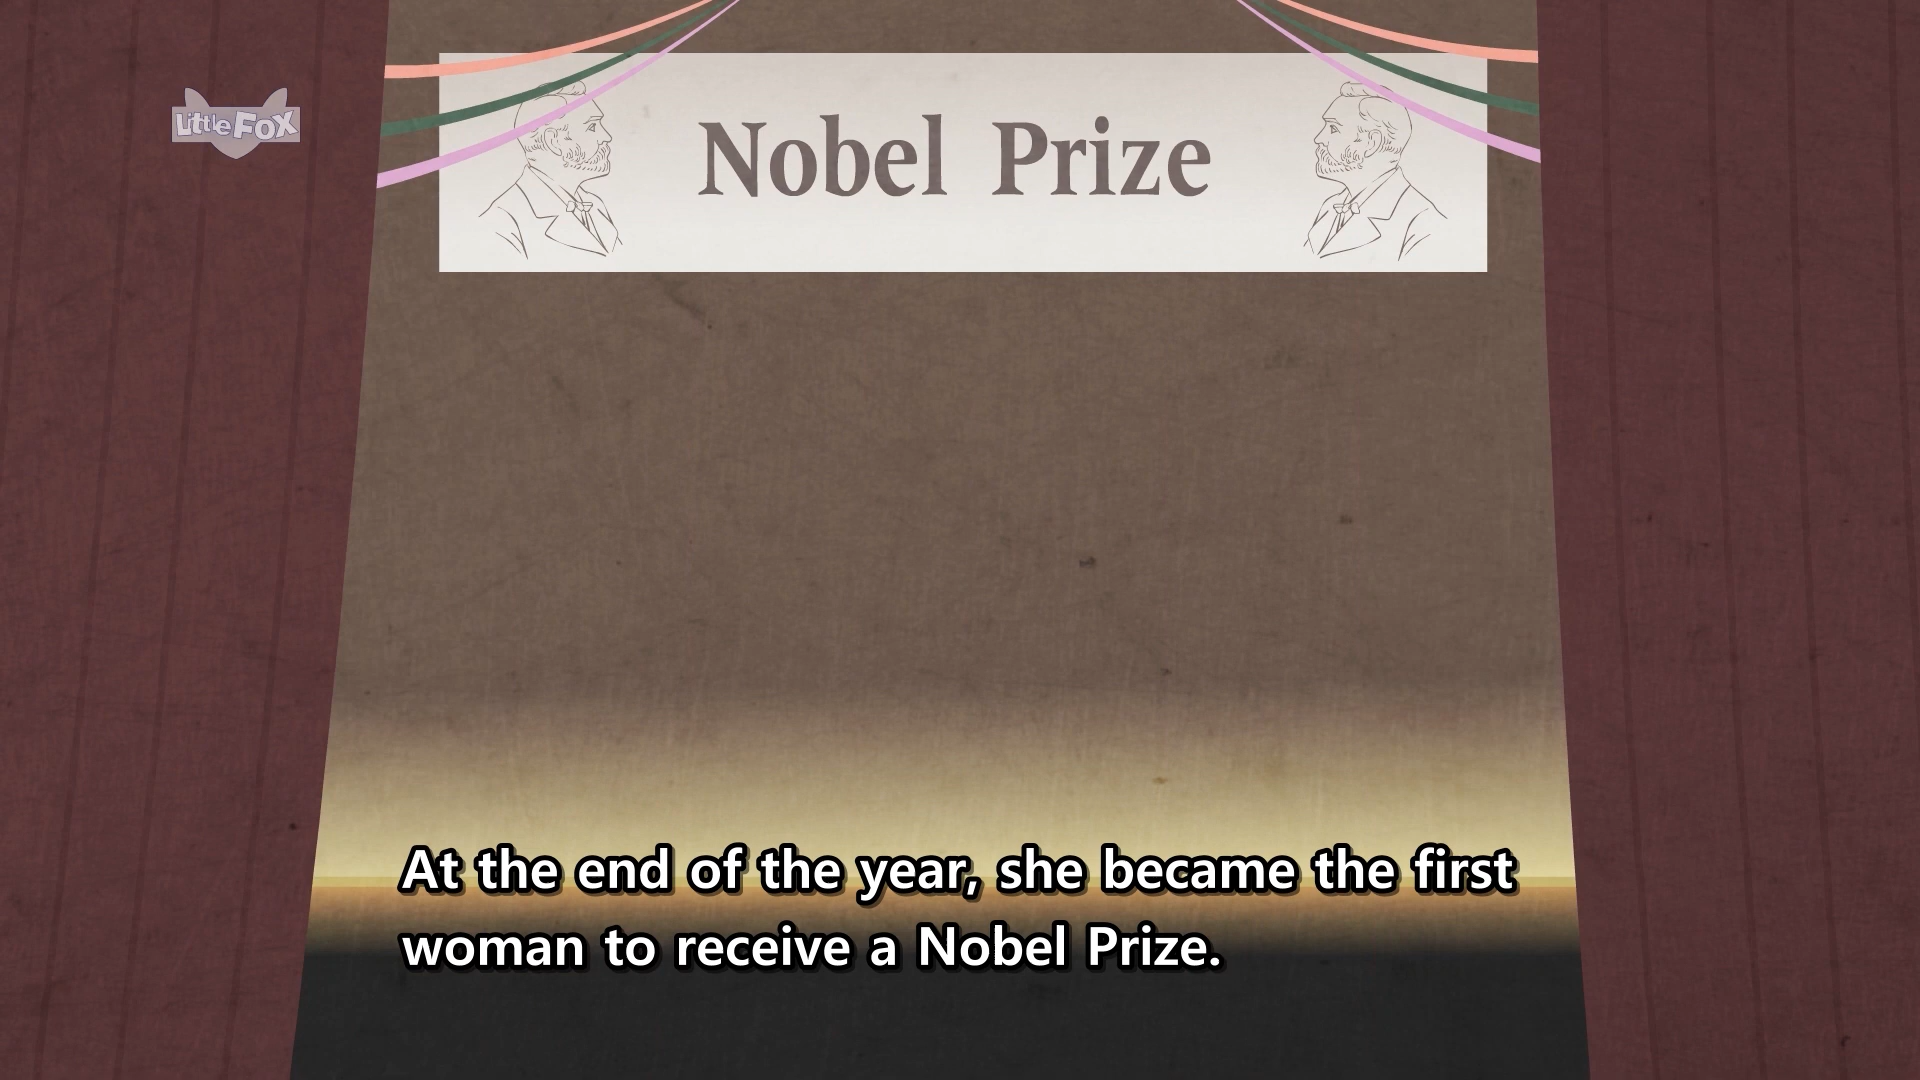 Little Fox
Nobel Prize
At the end of the year, she became the first
woman to receive a Nobel Prize.